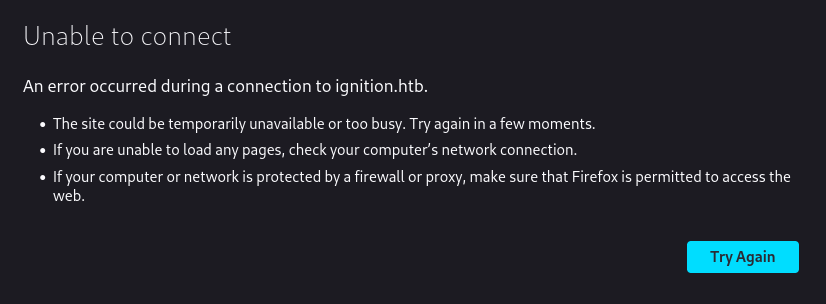 Unable to connect
An error occurred during a connection to ignition.htb.
• The site could be temporarily unavailable or too busy. Try again in a few moments.
• If you are unable to load any pages, check your computer’s network connection.
• If your computer or network is protected by a firewall or proxy, make sure that Firefox is permitted to access the
web.
Try Again